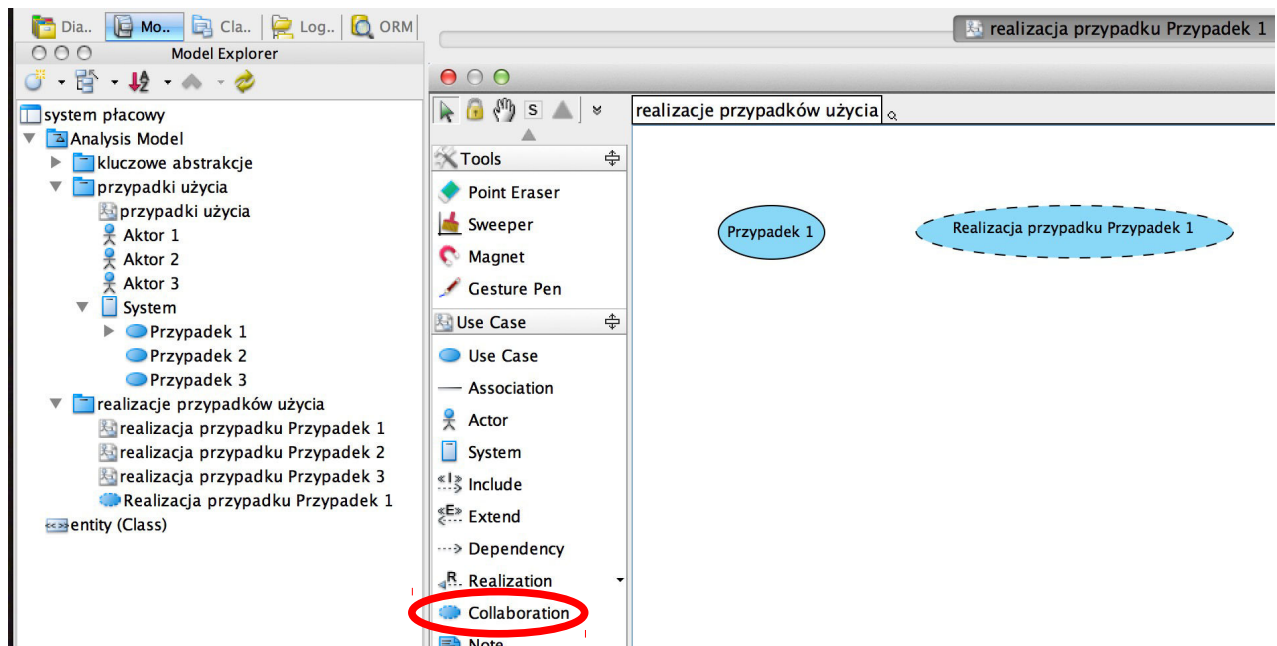 Dia..
Mo..
Cla..
Log..
ORM
realizacja przypadku Przypadek 1
Model Explorer
system płacowy
Analysis Model
kluczowe abstrakcje
przypadki użycia
przypadki użycia
Aktor 1
Aktor 2
Aktor 3
System
Przypadek 1
Przypadek 2
Przypadek 3
realizacje przypadków użycia
realizacja przypadku Przypadek 1
realizacja przypadku Przypadek 2
realizacja przypadku Przypadek 3
Realizacja przypadku Przypadek 1
entity (Class)
S
realizacje przypadków użycia
Tools
Point Eraser
Sweeper
Magnet
Gesture Pen
Use Case
Use Case
Association
Actor
System
«I» Include
«E» Extend
Dependency
R Realization
Collaboration
Note
Przypadek 1
Realizacja przypadku Przypadek 1